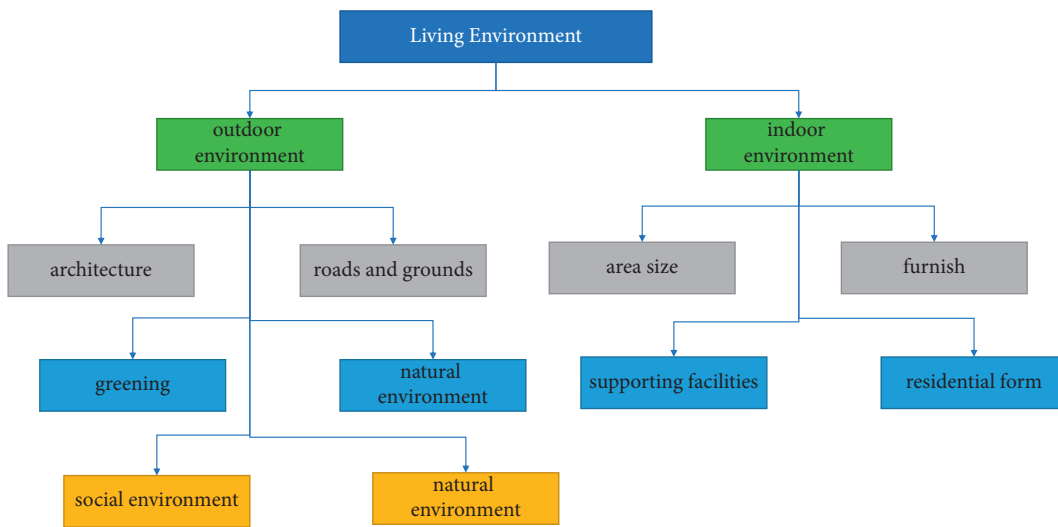 Living Environment
outdoor
environment
indoor
environment
architecture
roads and grounds
area size
furnish
greening
natural
environment
supporting facilities
residential form
social environment
natural
environment